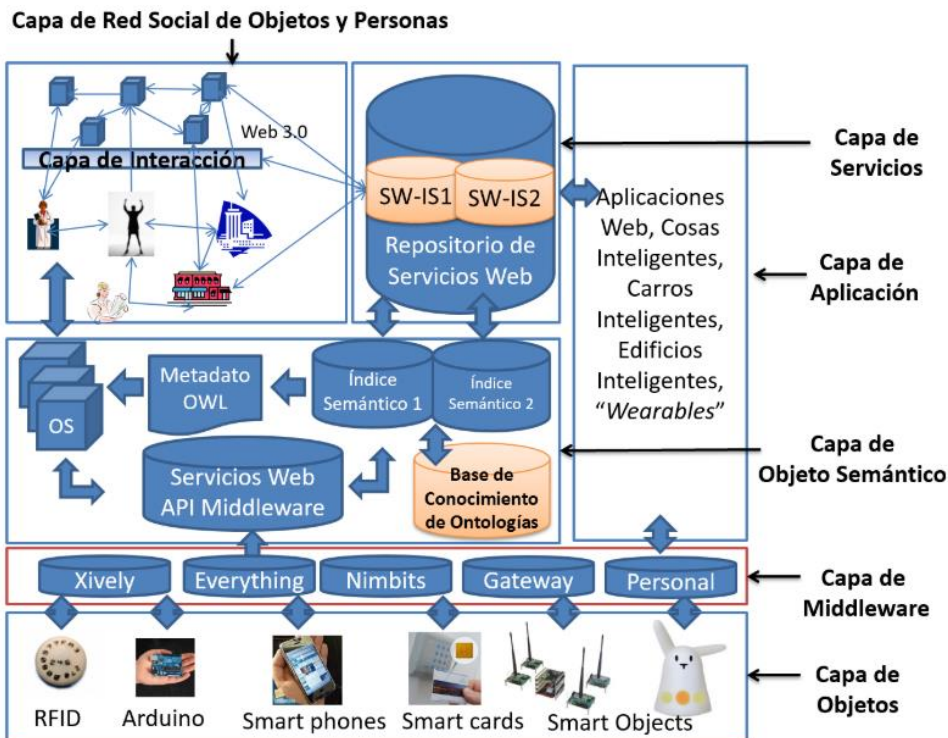 Capa de Red Social de Objetos y Personas
Web 3.0
Capa de Interacción
SW-IS1
SW-IS2
Repositorio de
Servicios Web
Aplicaciones
Web, Cosas
Inteligentes,
Carros
Inteligentes,
Edificios
Inteligentes,
“Wearables”
Capa de
Servicios
Capa de
Aplicación
OS
Metadato
OWL
Índice
Semántico 1
Índice
Semántico 2
Servicios Web
API Middleware
Base de
Conocimiento
de Ontologías
Capa de
Objeto Semántico
Xively
Everything
Nimbits
Gateway
Personal
Capa de
Middleware
RFID
Arduino
Smart phones
Smart cards
Smart Objects
Capa de
Objetos